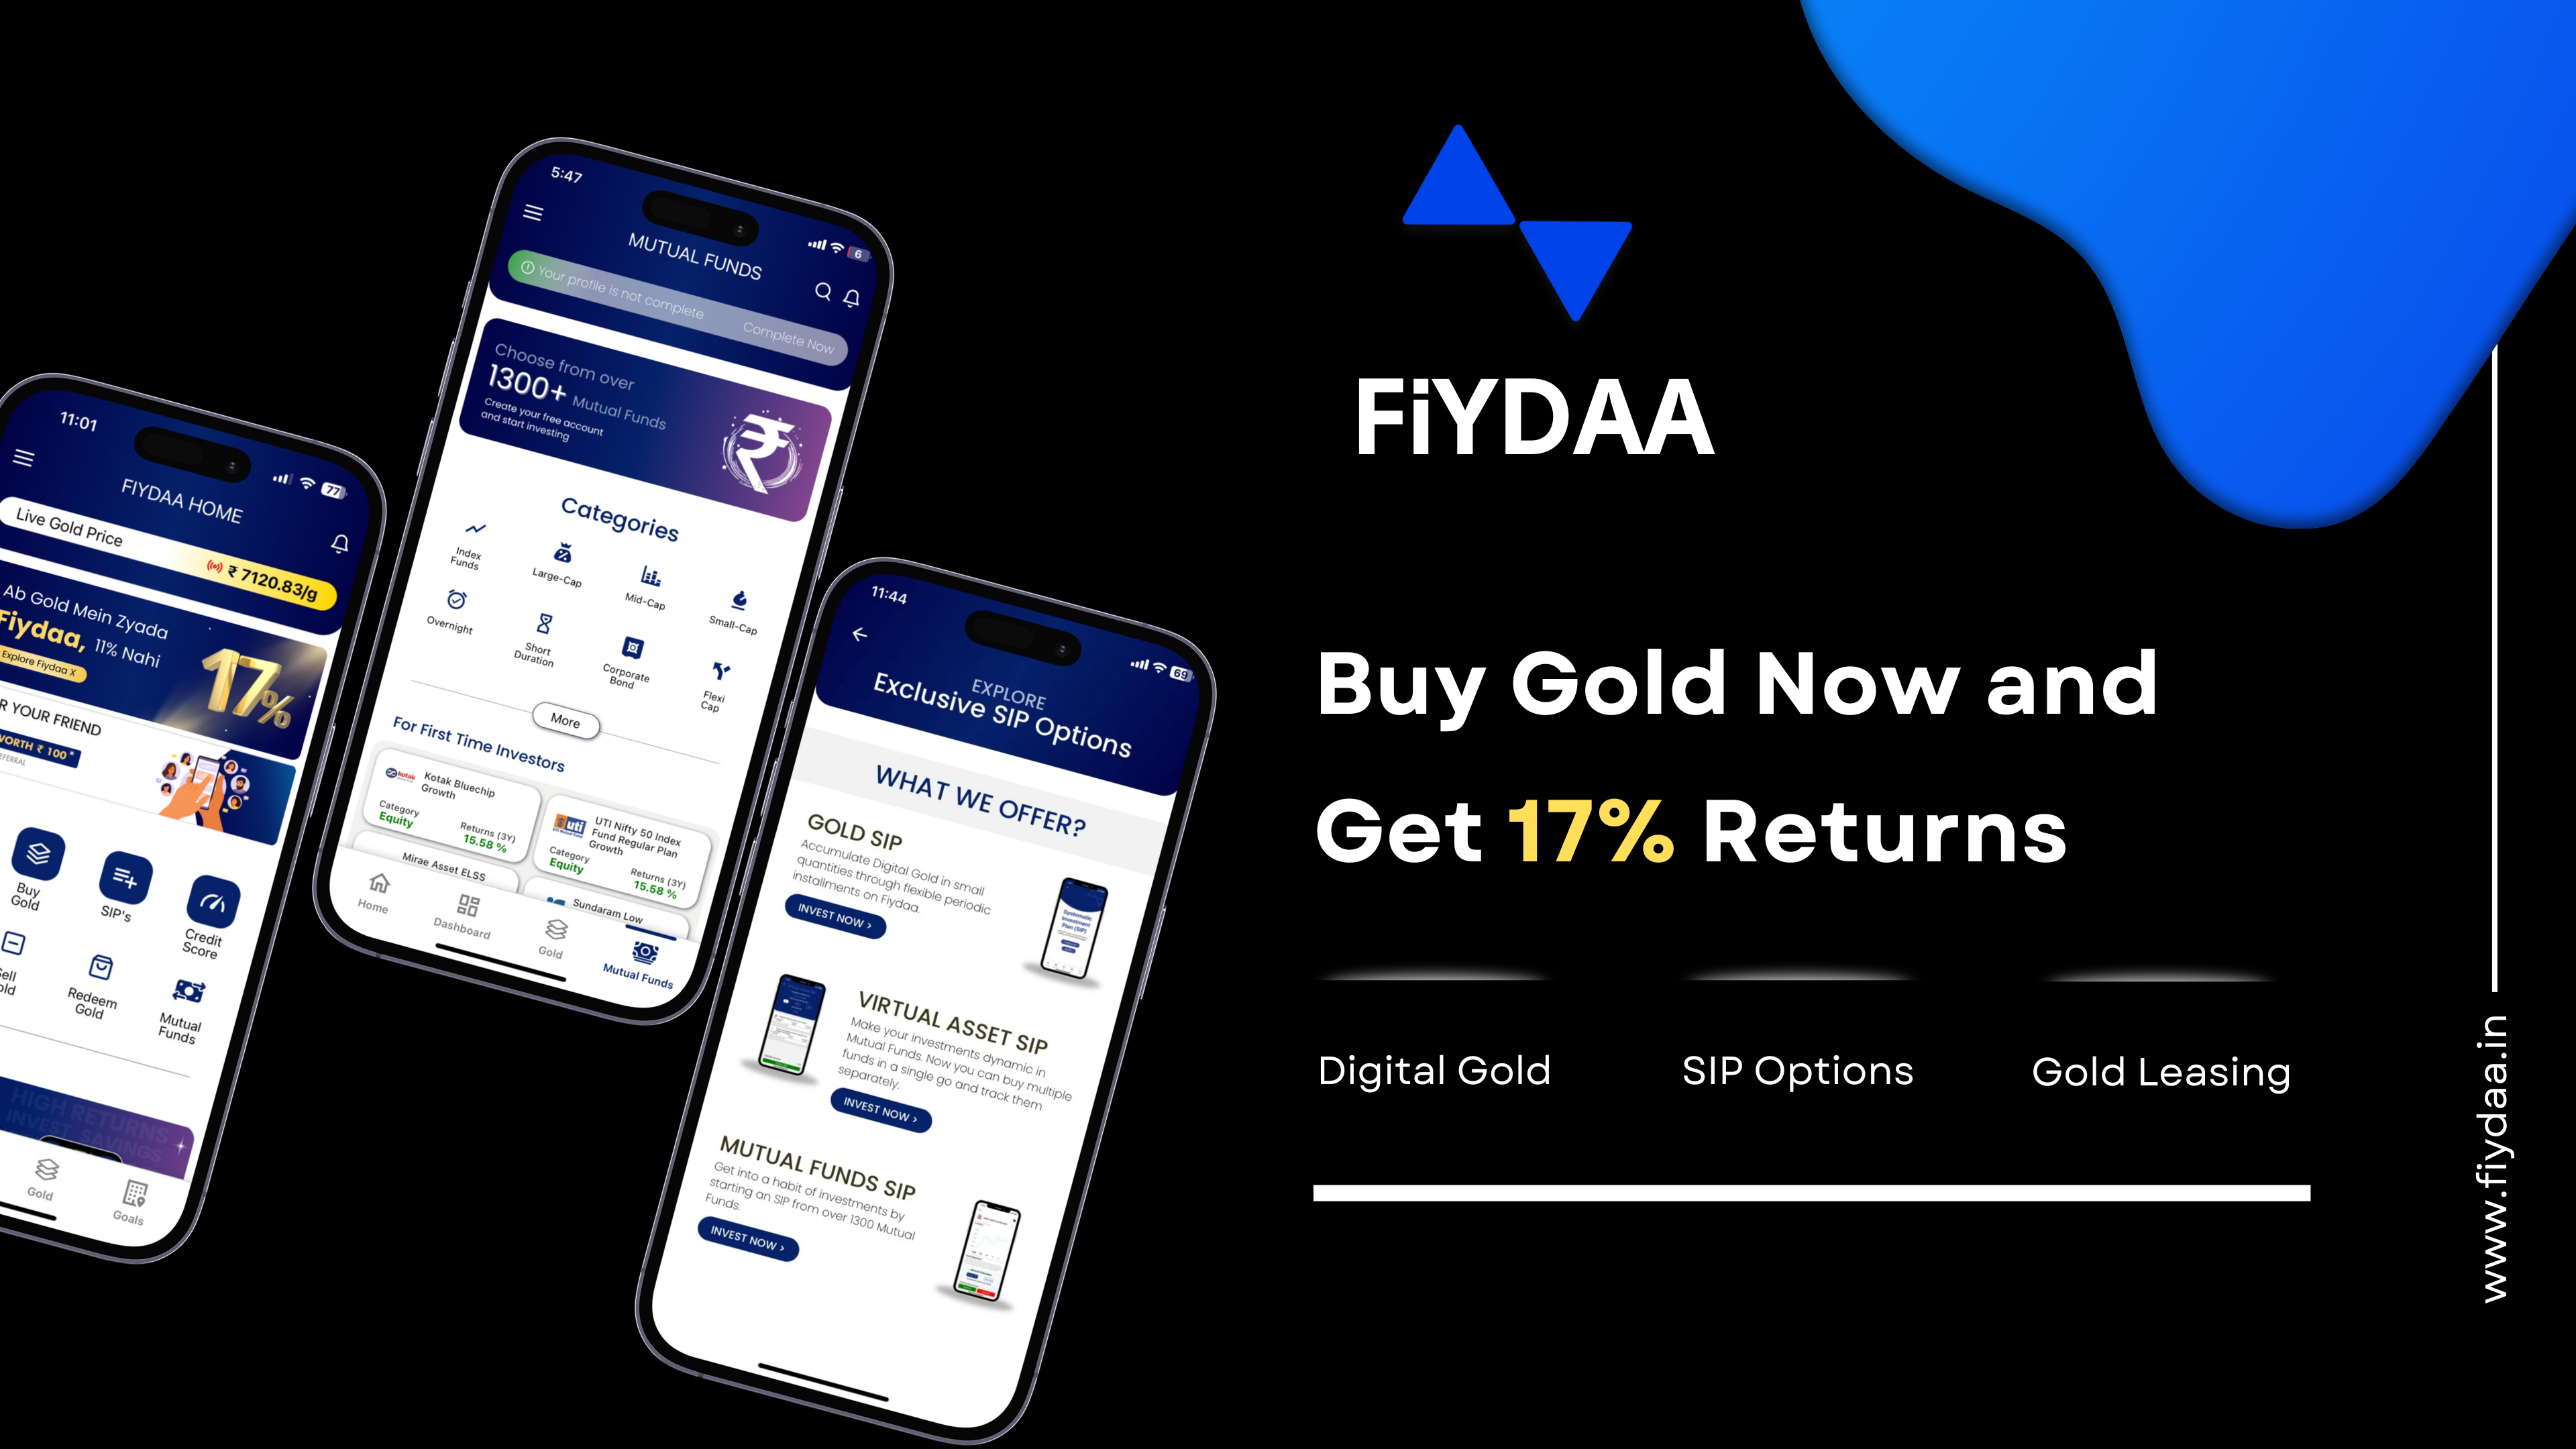 11:01
77
FIYDAA HOME
Live Gold Price
₹ 7120.83/g
Ab Gold Mein Zyada
Fiydaa, 11% Nahi
Explore Fiydaa X
17%
R YOUR FRIEND
WORTH ₹ 100*
Buy
Gold
SIP's
Credit
Score
Redeem
Gold
Mutual
Funds
HIGH RETURNS
INVEST SAVINGS
Gold
Goals
5:47
6
MUTUAL FUNDS
Your profile is not complete
Complete Now
Choose from over
1300+ Mutual Funds
Create your free account
and start investing
Categories
Index
Funds
Large-Cap
Mid-Cap
Small-Cap
Overnight
Short
Duration
Corporate
Bond
Flexi
Cap
More
For First Time Investors
kotak
Kotak Bluechip
Growth
Category
Equity
Returns (3Y)
15.58 %
uti
UTI Nifty 50 Index
Fund Regular Plan
Growth
Category
Equity
Returns (3Y)
15.58 %
Mirae Asset ELSS
Sundaram Low
Home
Dashboard
Gold
Mutual Funds
11:44
69
EXPLORE
Exclusive SIP Options
WHAT WE OFFER?
GOLD SIP
Accumulate Digital Gold in small
quantities through flexible periodic
installments on Fiydaa.
INVEST NOW >
Systematic
Investment
Plan (SIP)
VIRTUAL ASSET SIP
Make your investments dynamic in
Mutual Funds. Now you can buy multiple
funds in a single go and track them
separately.
INVEST NOW >
MUTUAL FUNDS SIP
Get into a habit of investments by
starting an SIP from over 1300 Mutual
Funds.
INVEST NOW >
FiYDAA
Buy Gold Now and
Get 17% Returns
Digital Gold
SIP Options
Gold Leasing
www.fiydaa.in